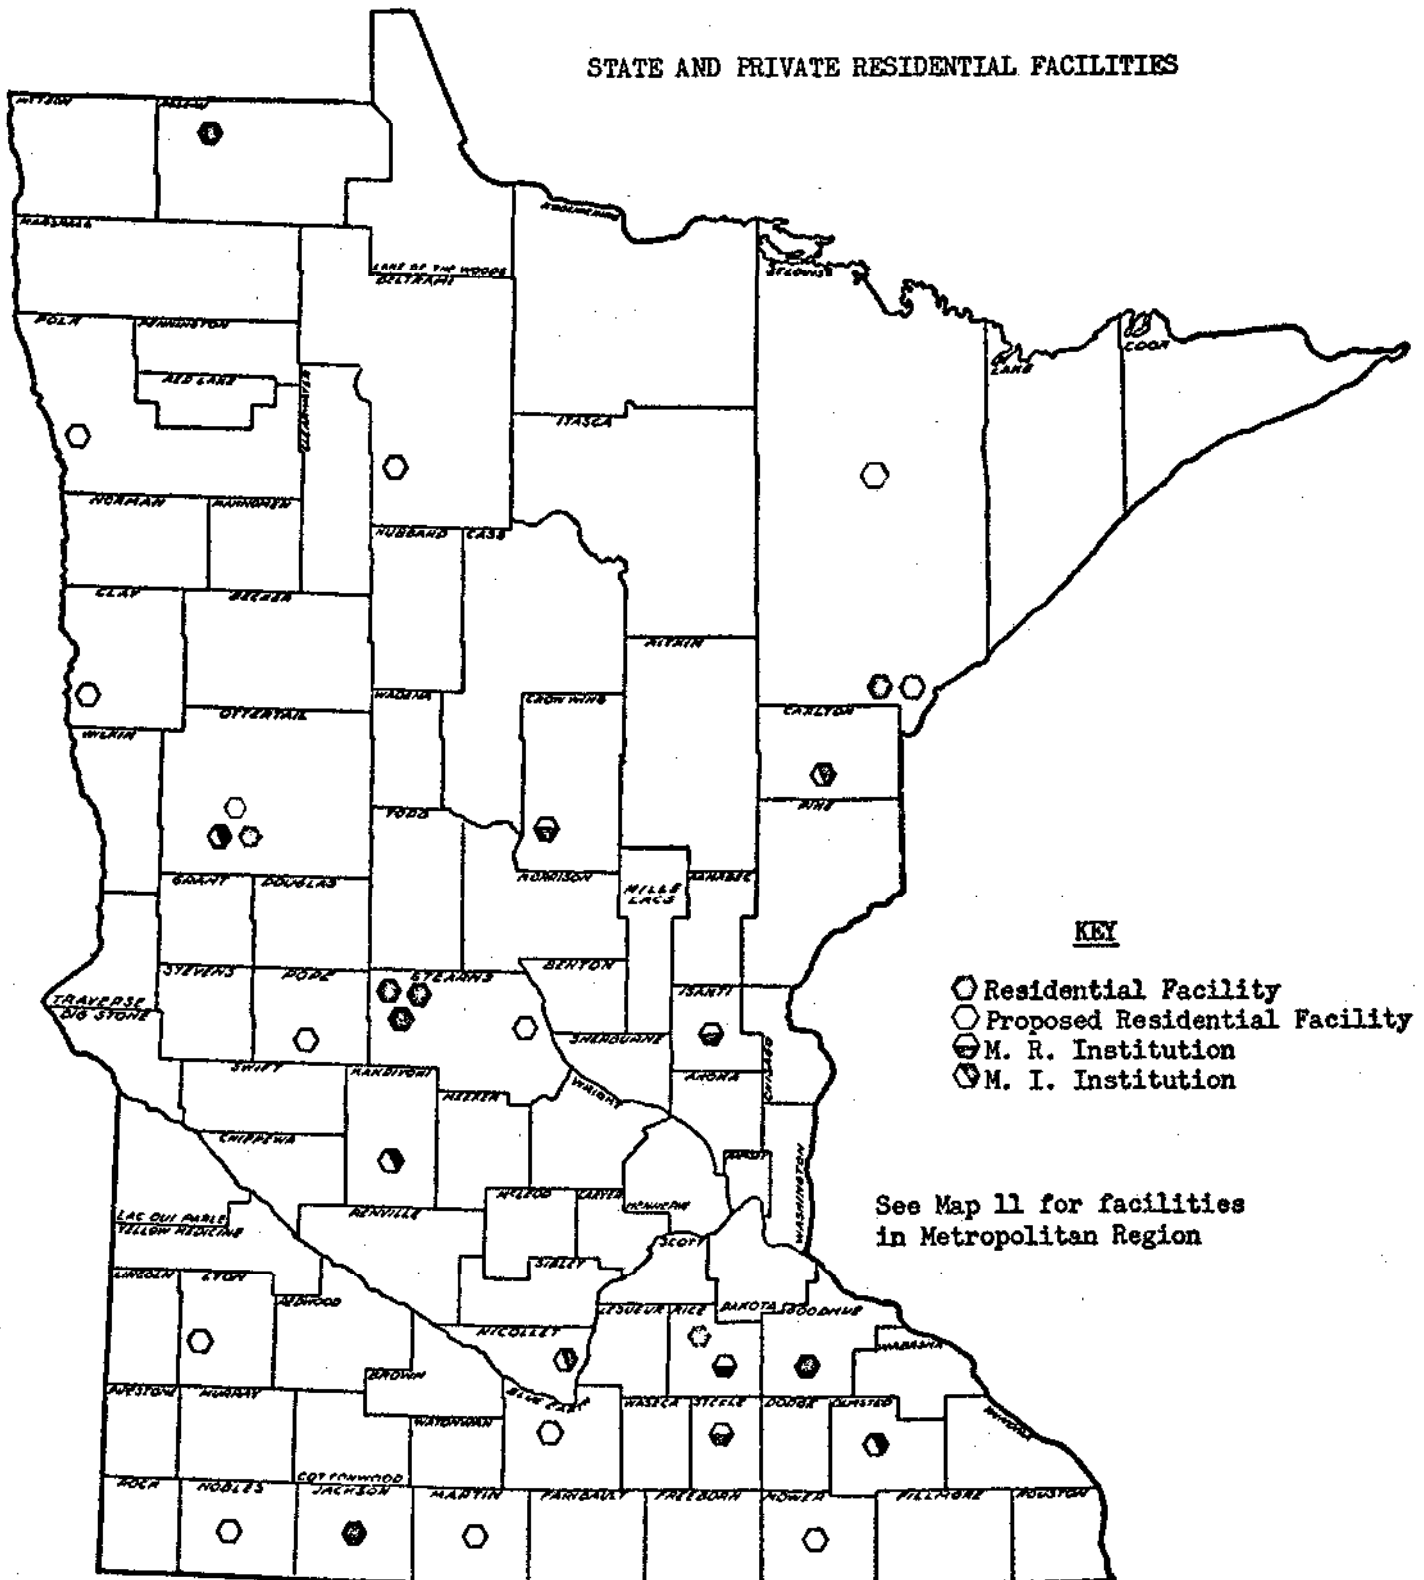 STATE AND PRIVATE RESIDENTIAL FACILITIES
KITTSON
ROSEAU
MARSHALL
KOOCHICHING
LAKE OF THE WOODS
BELTRAMI
ST LOUIS
POLK
PENNINGTON
LAKE
COOK
RED LAKE
CLEARWATER
ITASCA
NORMAN
MAHNOMEN
HUBBARD
CASS
CLAY
BECKER
AITKIN
WADENA
CROW WING
OTTERTAIL
CARLTON
WILKIN
TODD
PINE
GRANT
DOUGLAS
MORRISON
MILLE
LACS
KANABEC
KEY
STEVENS
POPE
STEARNS
BENTON
ISANTI
Residential Facility
TRAVERSE
BIG STONE
Proposed Residential Facility
SHERBURNE
M. R. Institution
SWIFT
KANDIYOHI
ANOKA
CHISAGO
M. I. Institution
MEEKER
WRIGHT
CHIPPEWA
WASHINGTON
MCLEOD
CARVER
HENNEPIN
See Map 11 for facilities
in Metropolitan Region
LAC QUI PARLE
YELLOW MEDICINE
RENVILLE
SCOTT
SIBLEY
LINCOLN
LYON
REDWOOD
LESUEUR
RICE
DAKOTA
GOODHUE
NICOLLET
WABASHA
BROWN
PIPESTONE
MURRAY
BLUE EARTH
WASECA
STEELE
DODGE
OLMSTED
WINONA
WATONWAN
COTTONWOOD
ROCK
NOBLES
JACKSON
MARTIN
FARIBAULT
FREEBORN
MOWER
FILLMORE
HOUSTON